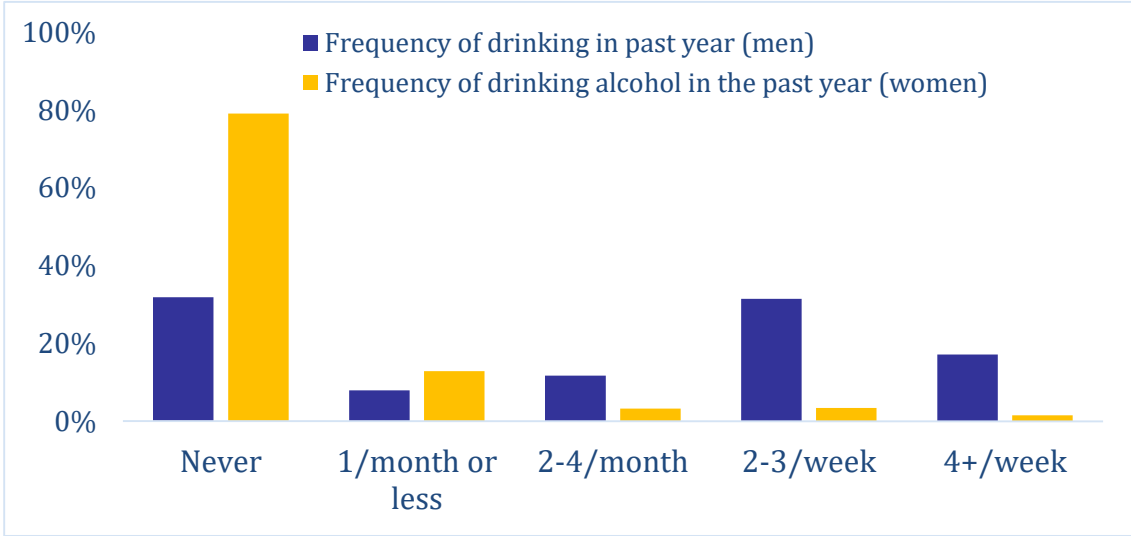 100%
Frequency of drinking in past year (men)
Frequency of drinking alcohol in the past year (women)
80%
60%
40%
20%
0%
Never
1/month or less
2-4/month
2-3/week
4+/week